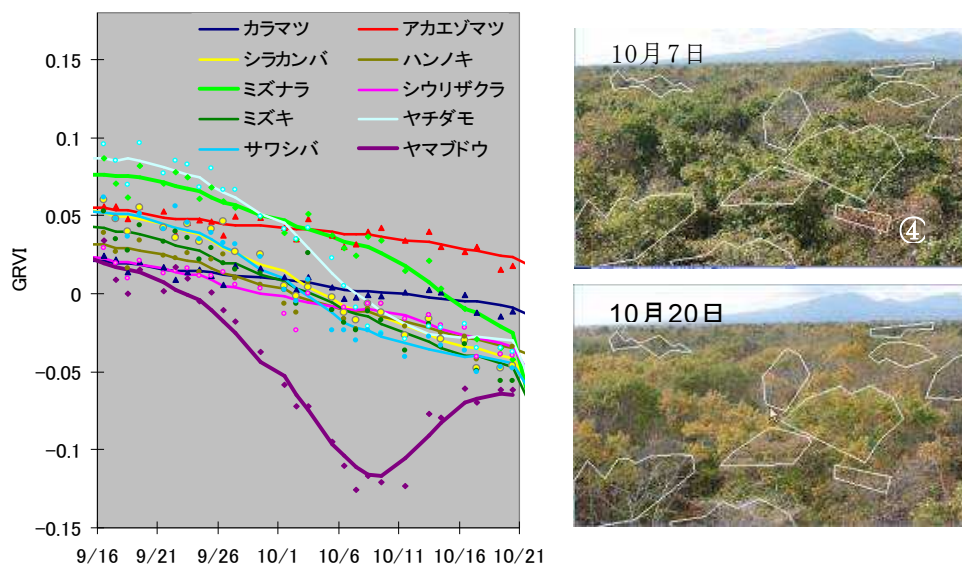 カラマツ
アカエゾマツ
シラカンバ
ハンノキ
ミズナラ
シウリザクラ
ミズキ
ヤチダモ
サワシバ
ヤマブドウ
GRVI
0.15
0.1
0.05
0
−0.05
−0.1
−0.15
9/16 9/21 9/26 10/1 10/6 10/11 10/16 10/21
10月7日
④
10月20日